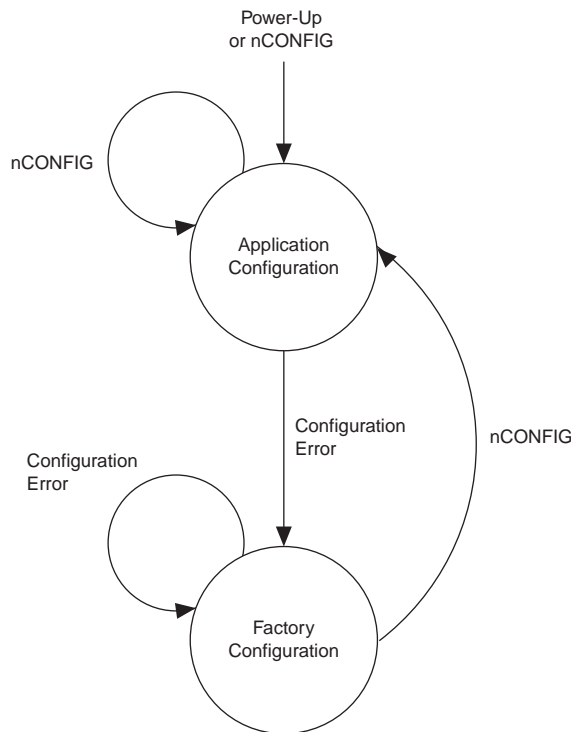 Power-Up
or nCONFIG
nCONFIG
Application
Configuration
Configuration
Error
nCONFIG
Configuration
Error
Factory
Configuration